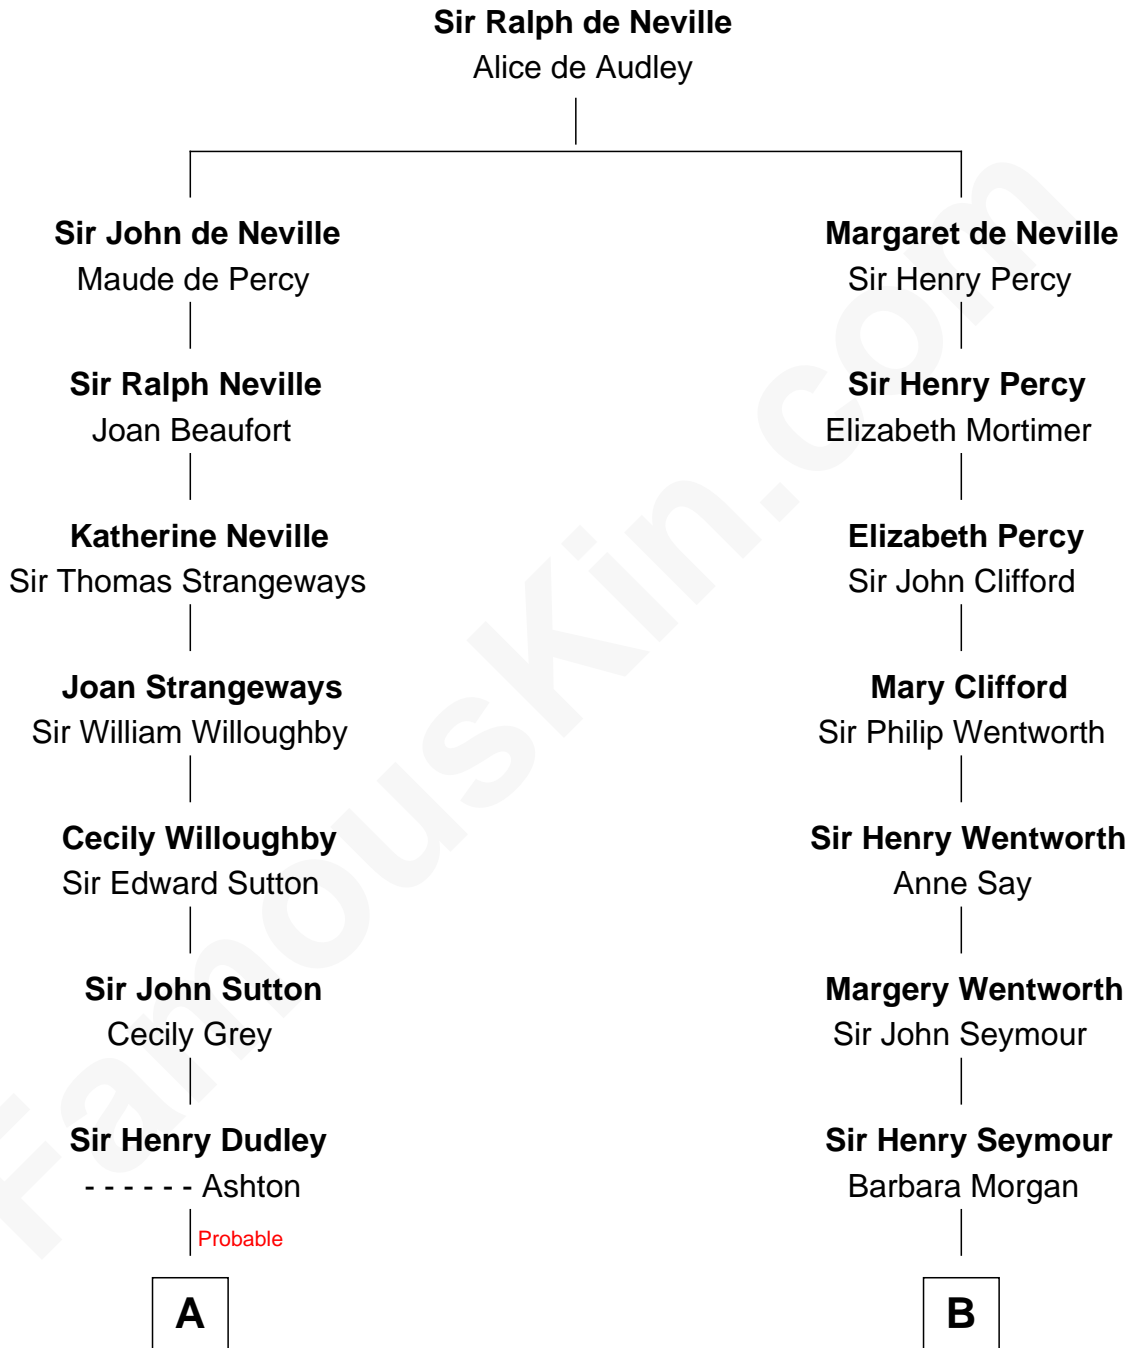 Sir Ralph de Neville
Alice de Audley
Sir John de Neville
Maude de Percy
Sir Ralph Neville
Joan Beaufort
Katherine Neville
Sir Thomas Strangeways
Joan Strangeways
Sir William Willoughby
Cecily Willoughby
Sir Edward Sutton
Sir John Sutton
Cecily Grey
Sir Henry Dudley
- - - - - - Ashton
Probable
A
Margaret de Neville
Sir Henry Percy
Sir Henry Percy
Elizabeth Mortimer
Elizabeth Percy
Sir John Clifford
Mary Clifford
Sir Philip Wentworth
Sir Henry Wentworth
Anne Say
Margery Wentworth
Sir John Seymour
Sir Henry Seymour
Barbara Morgan
B
FamousKin.com